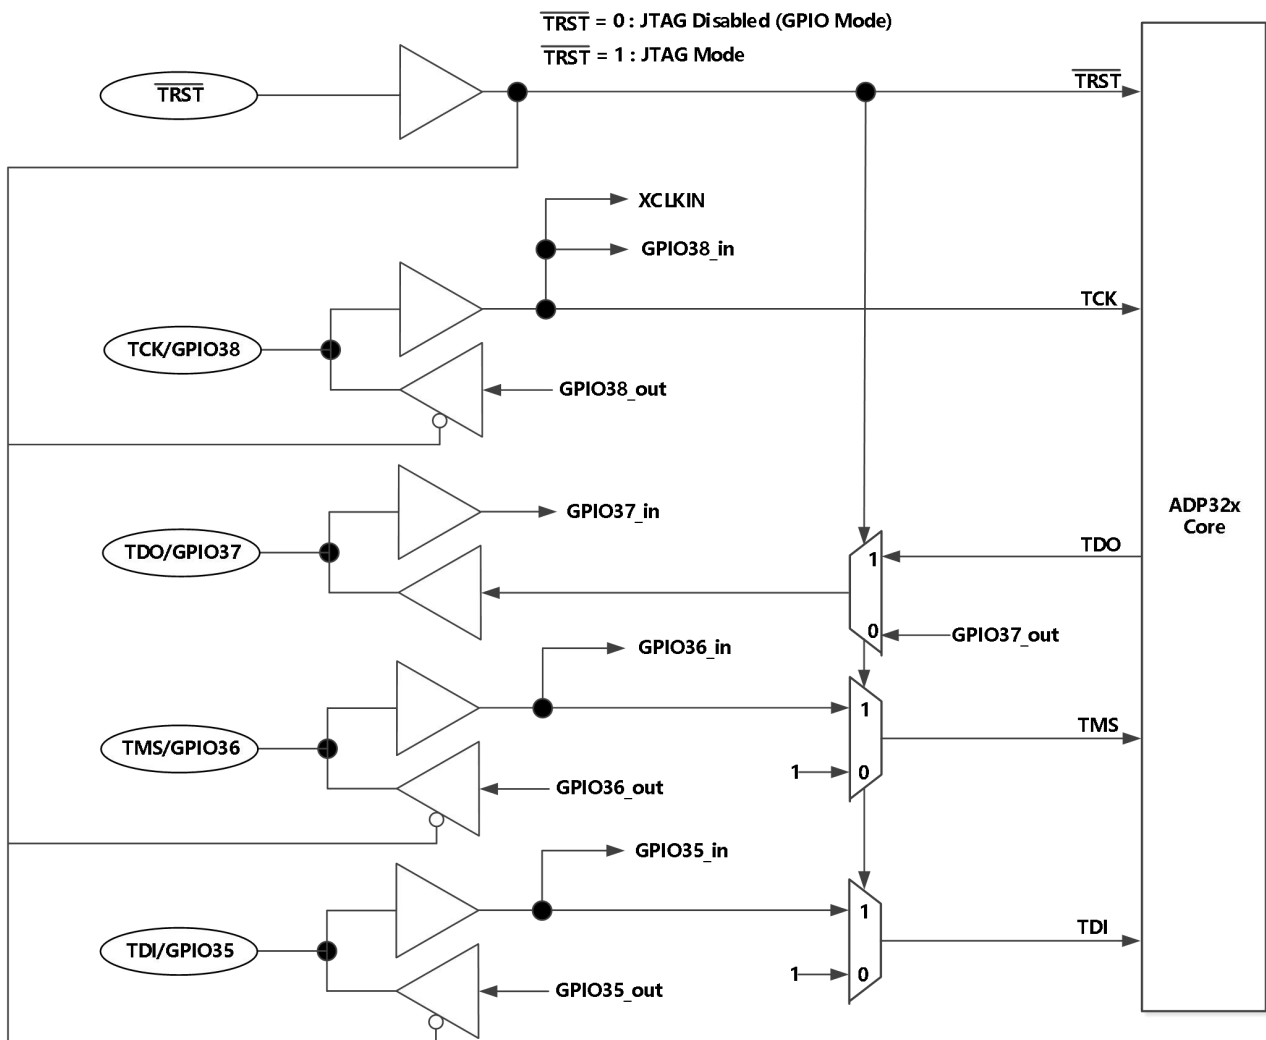 TRST = 0 : JTAG Disabled (GPIO Mode)
TRST = 1 : JTAG Mode
TRST
TRST
XCLKIN
GPIO38_in
TCK
TCK/GPIO38
GPIO38_out
GPIO37_in
ADP32x
Core
TDO/GPIO37
1
TDO
0
GPIO37_out
GPIO36_in
1
TMS
TMS/GPIO36
1
0
GPIO36_out
GPIO35_in
1
TDI
TDI/GPIO35
1
0
GPIO35_out